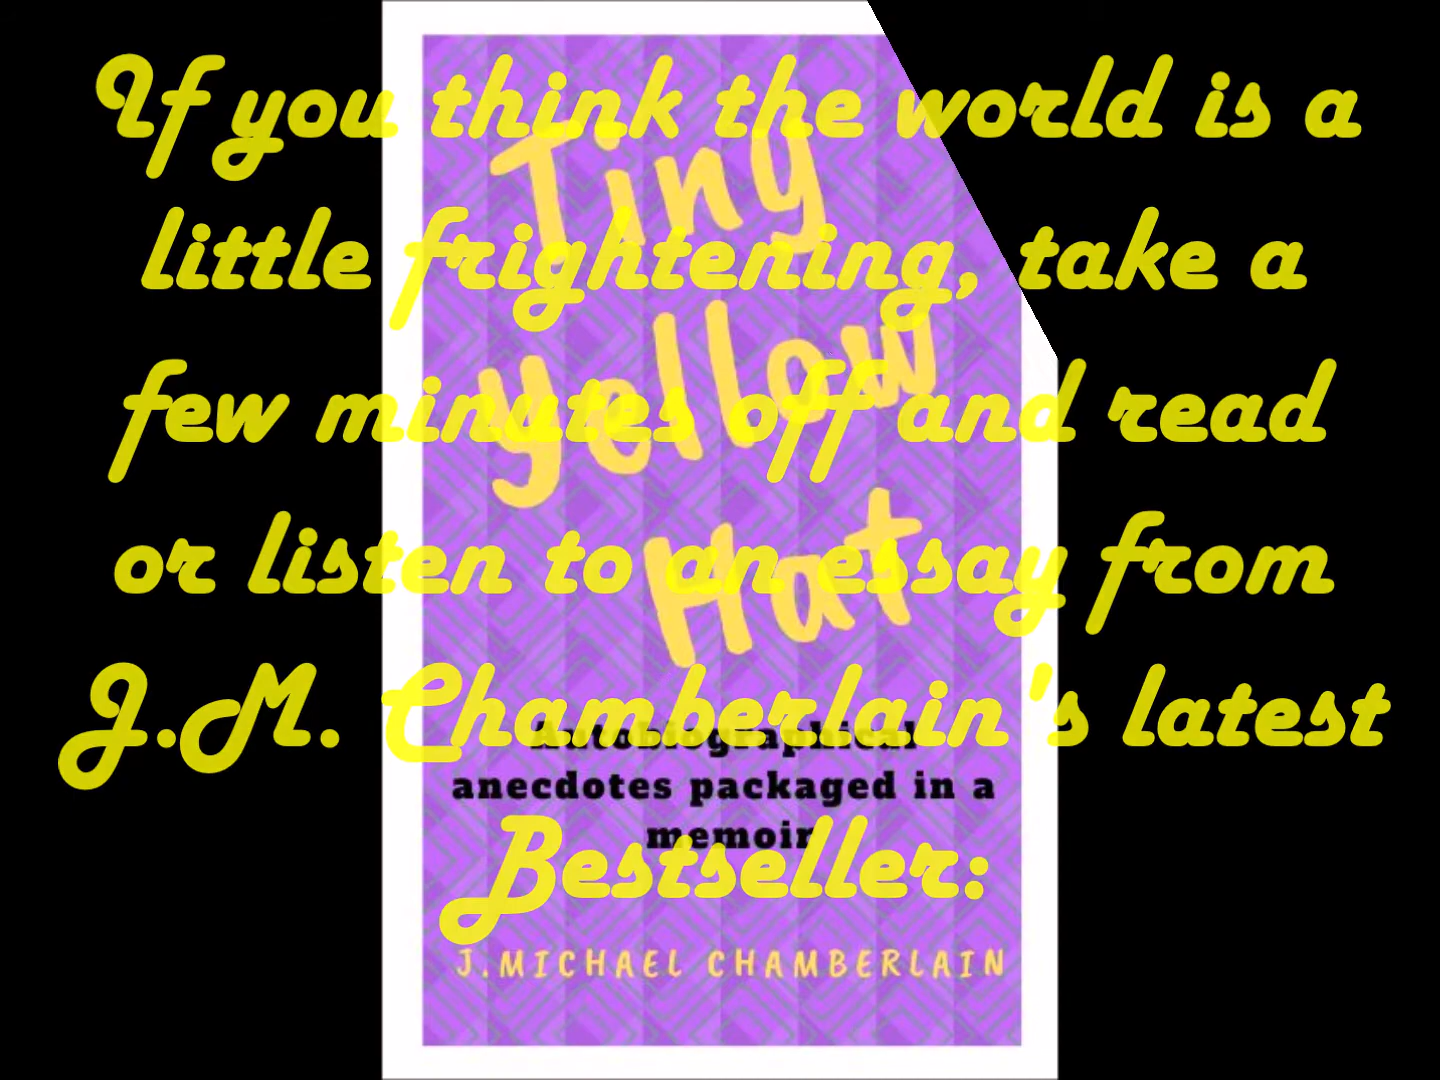 If you think the world is a
little frightening, take a
few minutes off and read
or listen to an essay from
J.M. Chamberlain's latest
Bestseller:
Tiny
yellow
Hat
Autobiographical
anecdotes packaged in a
memoir
J.MICHAEL CHAMBERLAIN